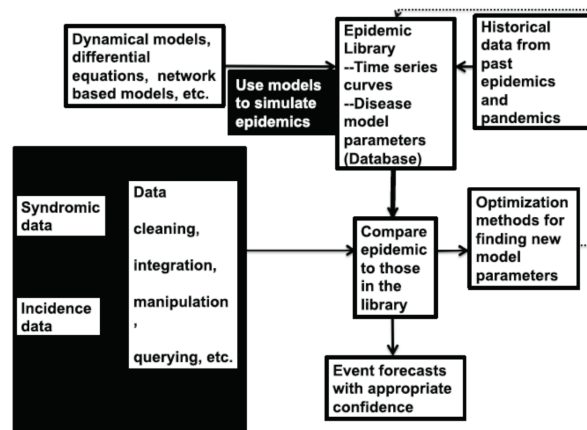 Dynamical models,
differential
equations, network
based models, etc.
Use models
to simulate
epidemics
Epidemic
Library
--Time series
curves
--Disease
model
parameters
(Database)
Historical
data from
past
epidemics
and
pandemics
Syndromic
data
Incidence
data
Data
cleaning,
integration,
manipulation
,
querying, etc.
Compare
epidemic
to those
in the
library
Optimization
methods for
finding new
model
parameters
Event forecasts
with appropriate
confidence